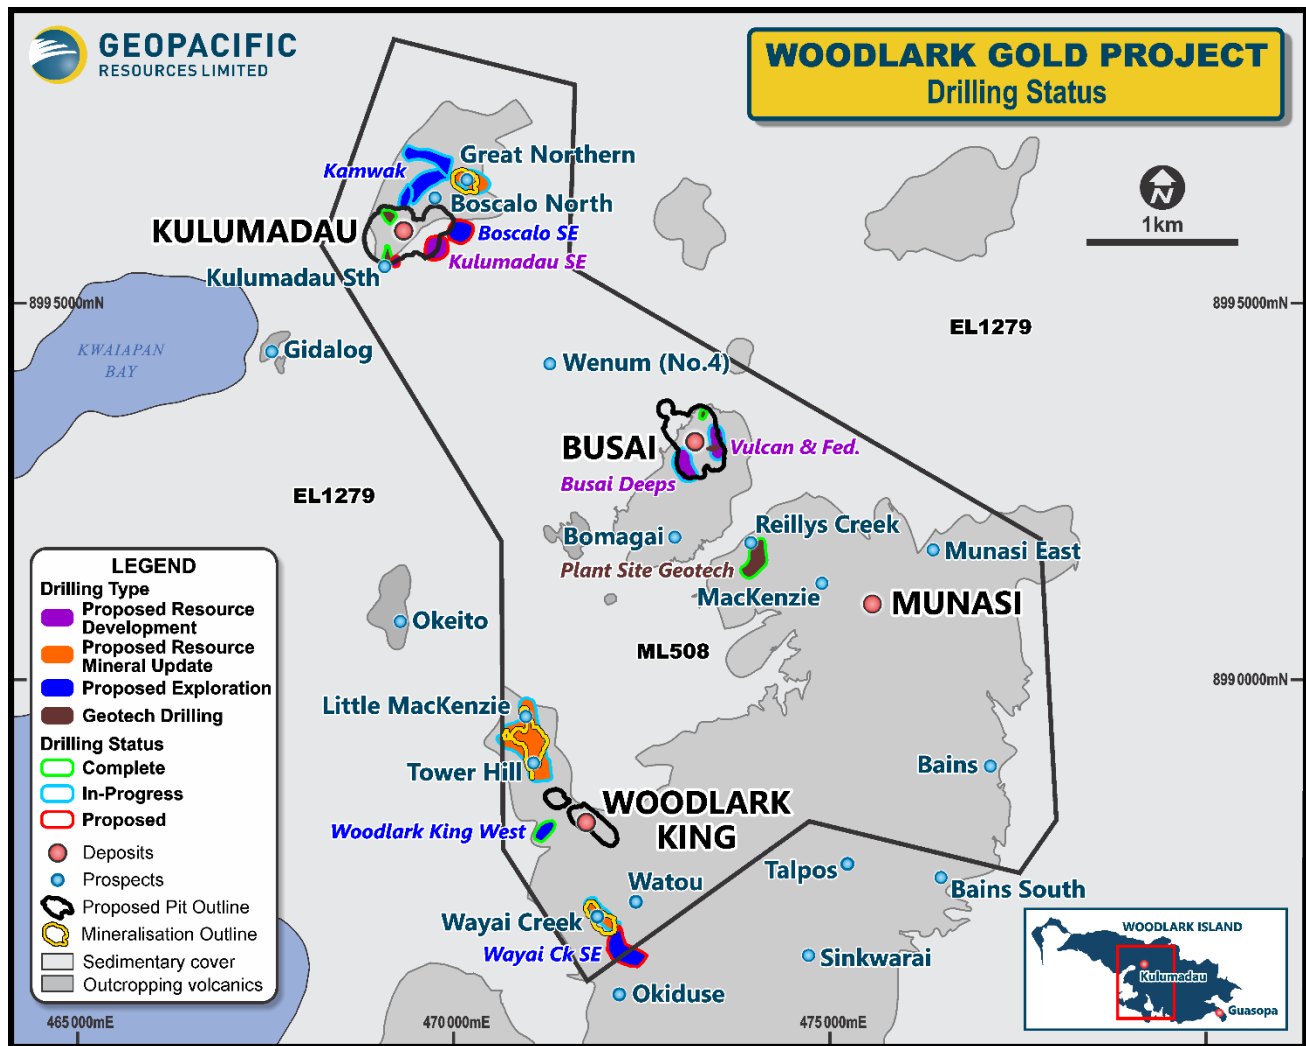 GEOPACIFIC
RESOURCES LIMITED
WOODLARK GOLD PROJECT
Drilling Status
N
1km
Kamwak
Great Northern
Boscalo North
KULUMADAU
Boscalo SE
Kulumadau SE
Kulumadau Sth
899 5000mN
899 5000mN
EL1279
KWAIAPAN
BAY
Gidalog
Wenum (No.4)
BUSAI
Vulcan & Fed.
Busai Deeps
EL1279
Reillys Creek
Bomagai
Munasi East
Plant Site Geotech
MacKenzie
MUNASI
Okeito
ML508
899 0000mN
Little MacKenzie
Tower Hill
Bains
WOODLARK
KING
Woodlark King West
Talpos
Watou
Bains South
Wayai Creek
Wayai Ck SE
Sinkwarai
Okiduse
LEGEND
Drilling Type
Proposed Resource
Development
Proposed Resource
Mineral Update
Proposed Exploration
Geotech Drilling
Drilling Status
Complete
In-Progress
Proposed
Deposits
Prospects
Proposed Pit Outline
Mineralisation Outline
Sedimentary cover
Outcropping volcanics
WOODLARK ISLAND
Kulumadau
Guasopa
465 000mE
470 000mE
475 000mE